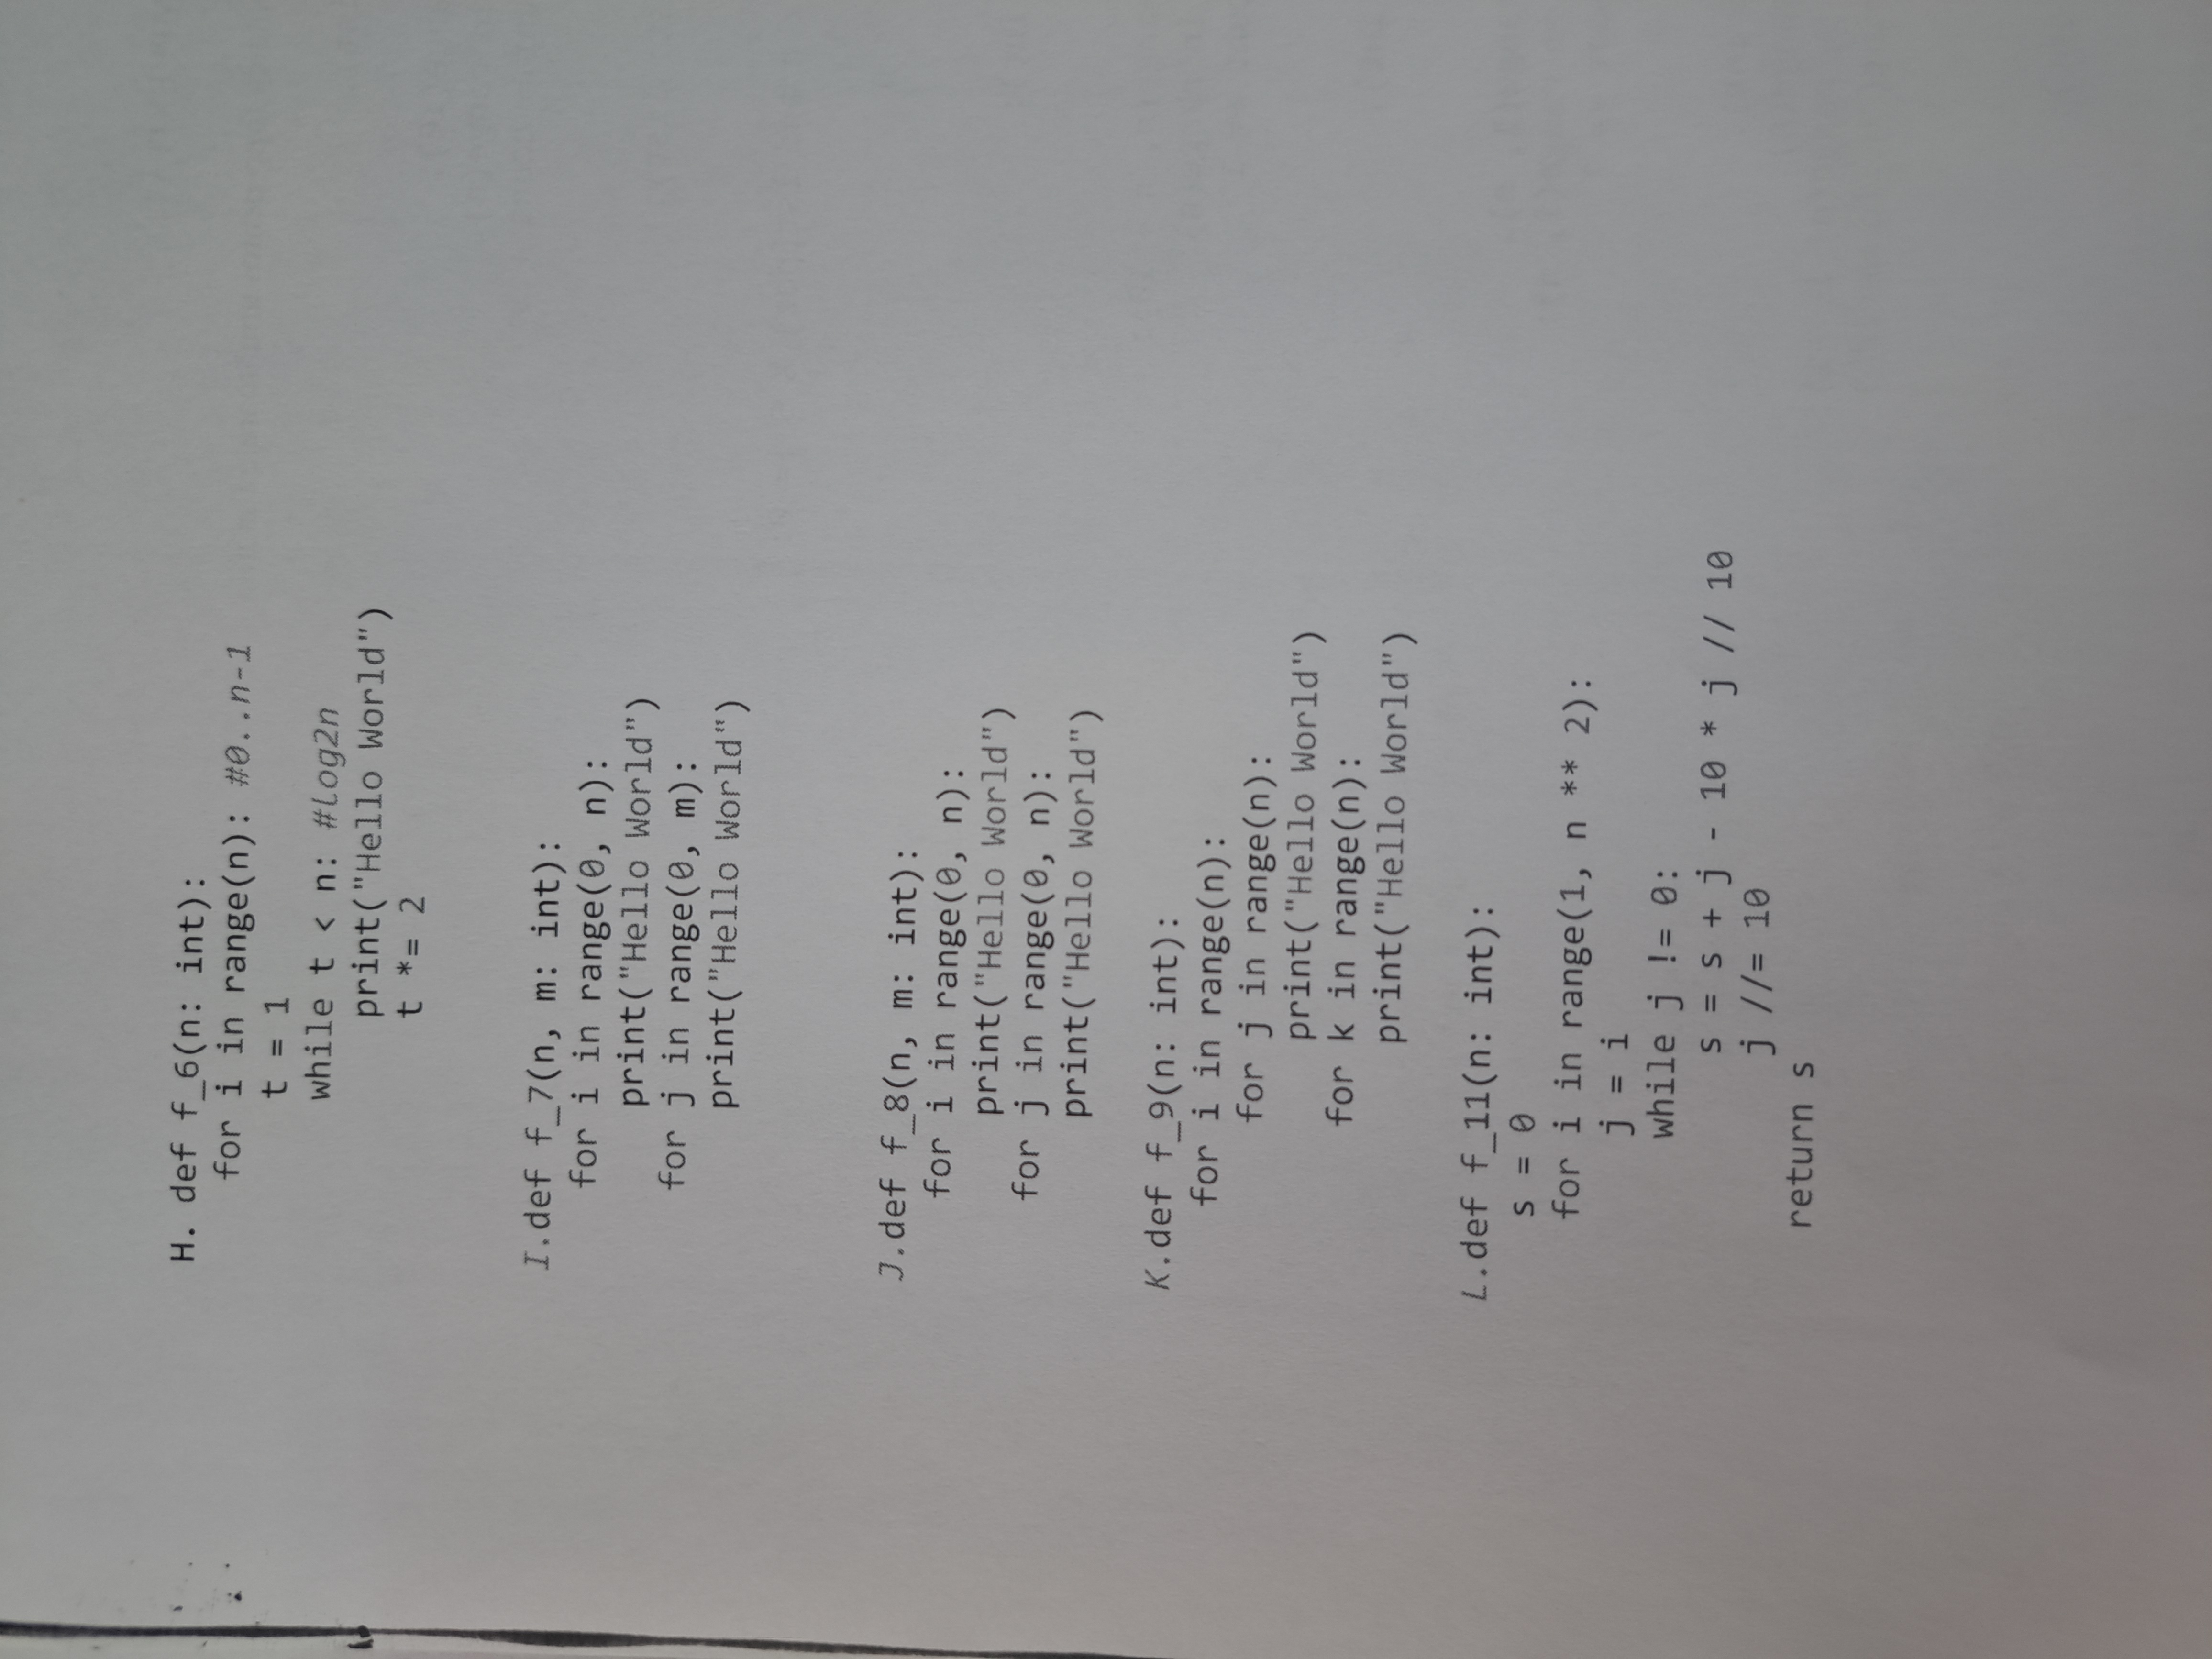 H. def f_6(n: int):
for i in range(n): #0..n-1
t = 1
while t < n: #log2n
print("Hello World")
t *= 2
I.def f_7(n, m: int):
for i in range(0, n):
print("Hello World")
for j in range(0, m):
print("Hello World")
J.def f_8(n, m: int):
for i in range(0, n):
print("Hello World")
for j in range(0, n):
print("Hello World")
K.def f_9(n: int):
for i in range(n):
for j in range(n):
print("Hello World")
for k in range(n):
print("Hello World")
L.def f_11(n: int):
s = 0
for i in range(1, n ** 2):
j = i
while j != 0:
s = s + j - 10 * j // 10
j //= 10
return s